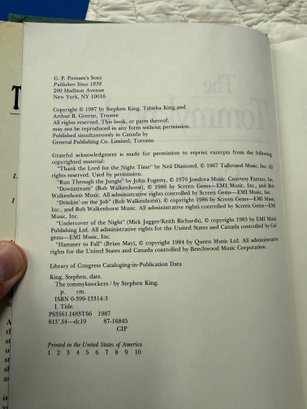 G. P. Putnam's Sons
Publishers Since 1838
200 Madison Avenue
New York, NY 10016
Copyright © 1987 by Stephen King, Tabitha King, and
Arthur B. Greene, Trustee
All rights reserved. This book, or parts thereof,
may not be reproduced in any form without permission.
Published simultaneously in Canada by
General Publishing Co. Limited, Toronto
Grateful acknowledgment is made for permission to reprint excerpts from the following
copyrighted material:
"Thank the Lord for the Night Time" by Neil Diamond, © 1967 Tallyrand Music, Inc. All
rights reserved. Used by permission.
"Run Through the Jungle" by John Fogerty, © 1970 Jondora Music. Courtesy Fantasy, Inc.
"Downstream" (Bob Walkenhorst), © 1986 by Screen Gems—EMI Music, Inc. and Bob
Walkenhorst Music. All administrative rights controlled by Screen Gems—EMI Music, Inc.
"Drinkin' on the Job" (Bob Walkenhorst), © copyright 1986 by Screen Gems—EMI
Music, Inc. and Bob Walkenhorst Music. All administrative rights controlled by Screen
Gems—EMI Music, Inc.
"Undercover of the Night" (Mick Jagger/Keith Richards), © copyright 1983 by EMI Music
Publishing Ltd. All administrative rights for the United States and Canada controlled by Col-
gems—EMI Music, Inc.
"Hammer to Fall" (Brian May), © copyright 1984 by Queen Music Ltd. All administrative
rights for the United States and Canada controlled by Beechwood Music Corporation.
Library of Congress Cataloging-in-Publication Data
King, Stephen, date.
The tommyknockers / by Stephen King.
p. cm.
ISBN 0-399-13314-3
I. Title.
PS3561.I483T66 1987
813'.54—dc19 87-16845
CIP
Printed in the United States of America
1 2 3 4 5 6 7 8 9 10